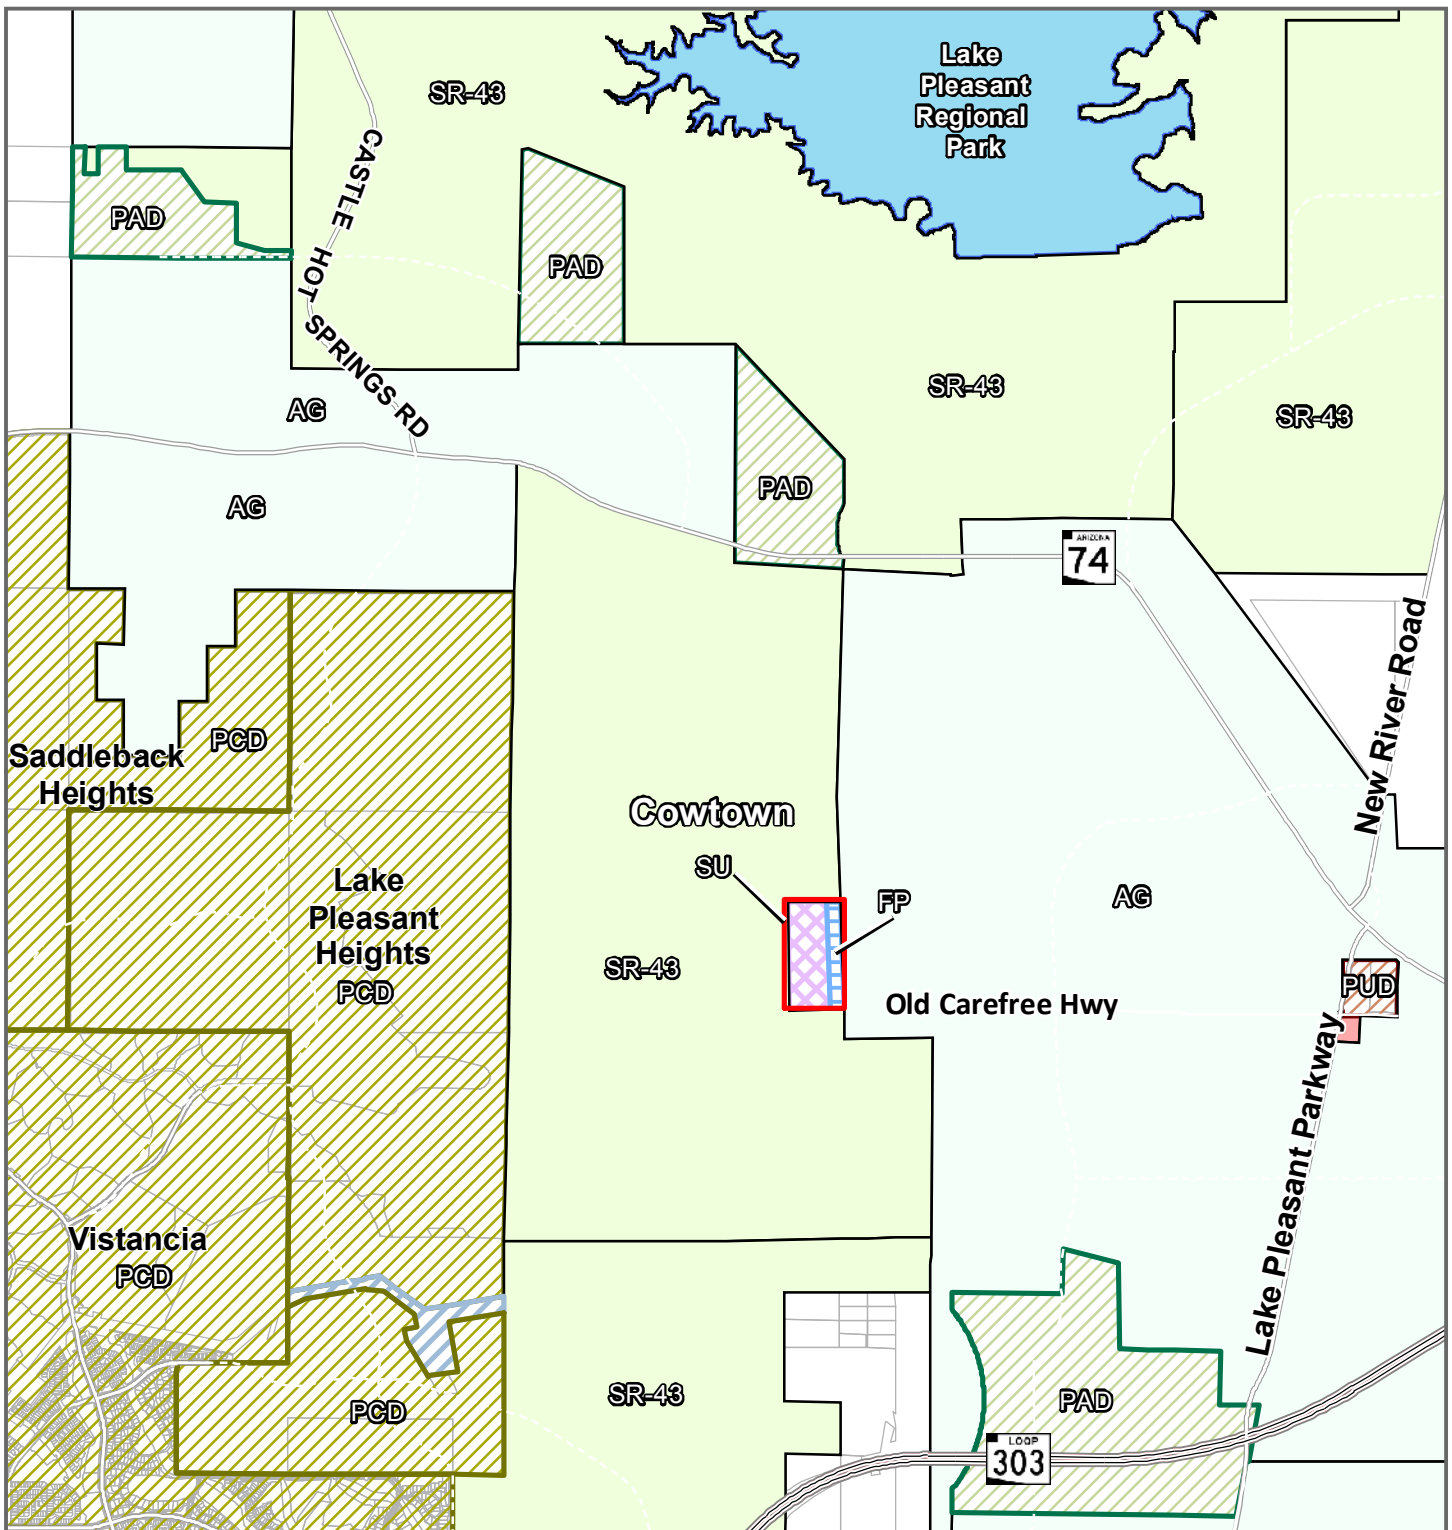 Lake
Pleasant
Regional
Park
SR-43
CASTLE HOT SPRINGS RD
PAD
PAD
SR-43
SR-43
AG
PAD
AG
ARIZONA
74
New River Road
PCD
Saddleback
Heights
Cowtown
SU
Lake
Pleasant
Heights
PCD
FP
AG
SR-43
Old Carefree Hwy
PUD
Lake Pleasant Parkway
Vistancia
PCD
SR-43
PAD
PCD
LOOP
303